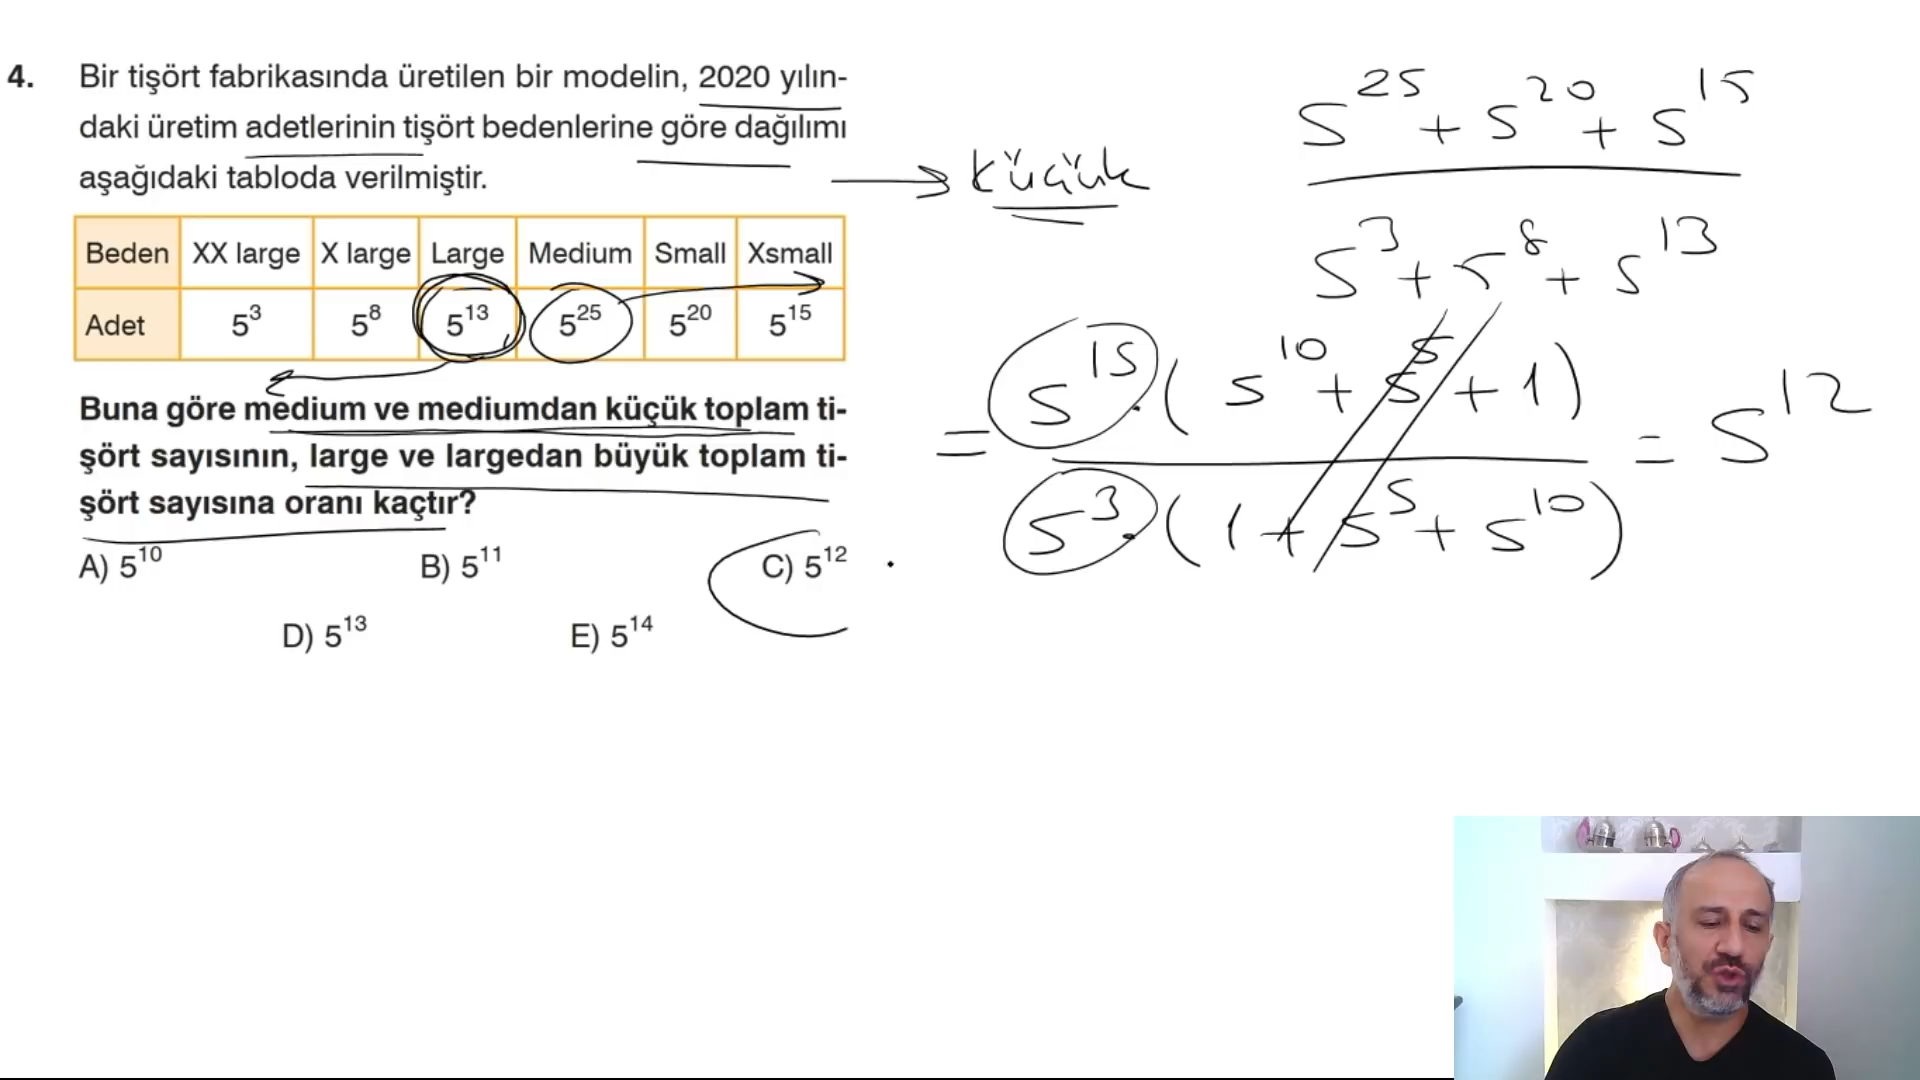 4. Bir tişört fabrikasında üretilen bir modelin, 2020 yılın-
daki üretim adetlerinin tişört bedenlerine göre dağılımı
aşağıdaki tabloda verilmiştir.
Beden XX large X large Large Medium Small Xsmall
Adet 5³ 5⁸ 5¹³ 5²⁵ 5²⁰ 5¹⁵
Buna göre medium ve mediumdan küçük toplam ti-
şört sayısının, large ve largedan büyük toplam ti-
şört sayısına oranı kaçtır?
A) 5¹⁰ B) 5¹¹ C) 5¹²
D) 5¹³ E) 5¹⁴
küçük
5²⁵ + 5²⁰ + 5¹⁵
5³ + 5⁸ + 5¹³
= 5¹⁵ . (5¹⁰ + 5⁵ + 1) = 5¹²
5³ . (1 + 5⁵ + 5¹⁰)